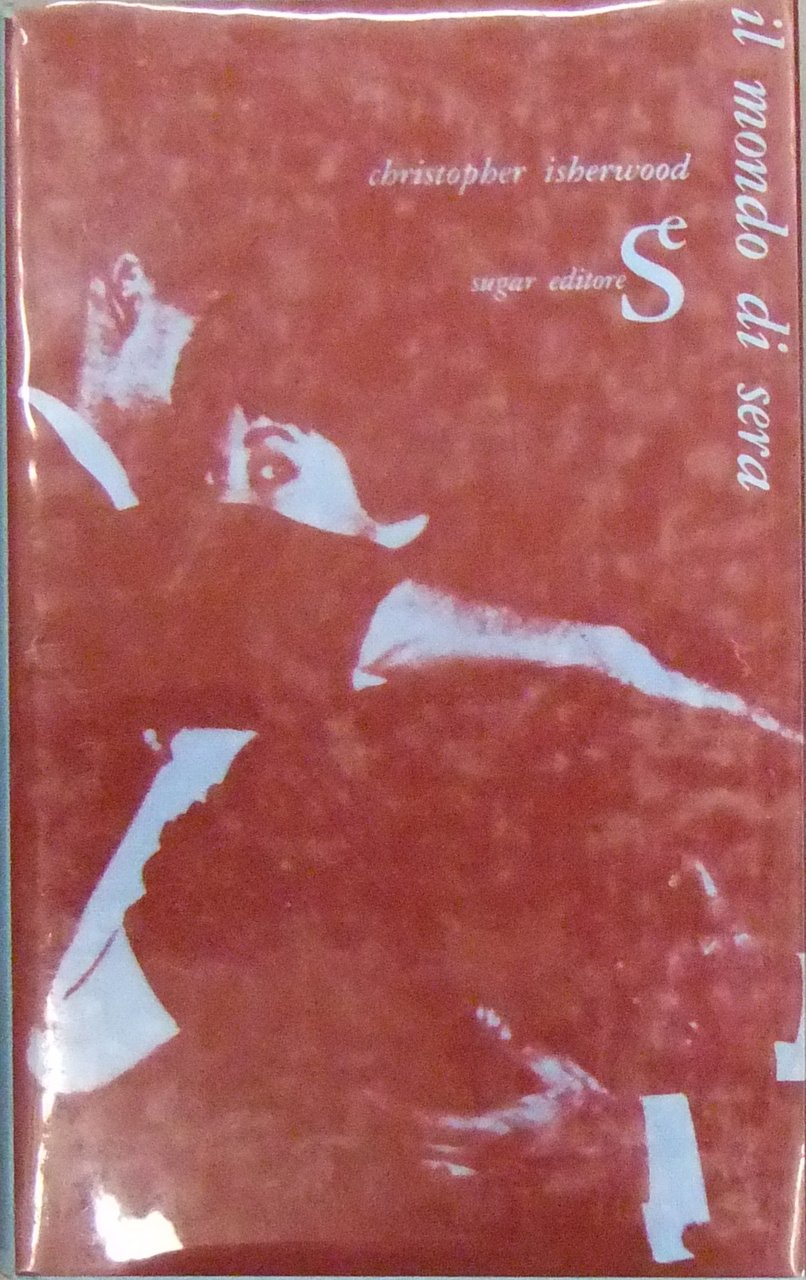 il mondo di sera
christopher isherwood
Se
sugar editore